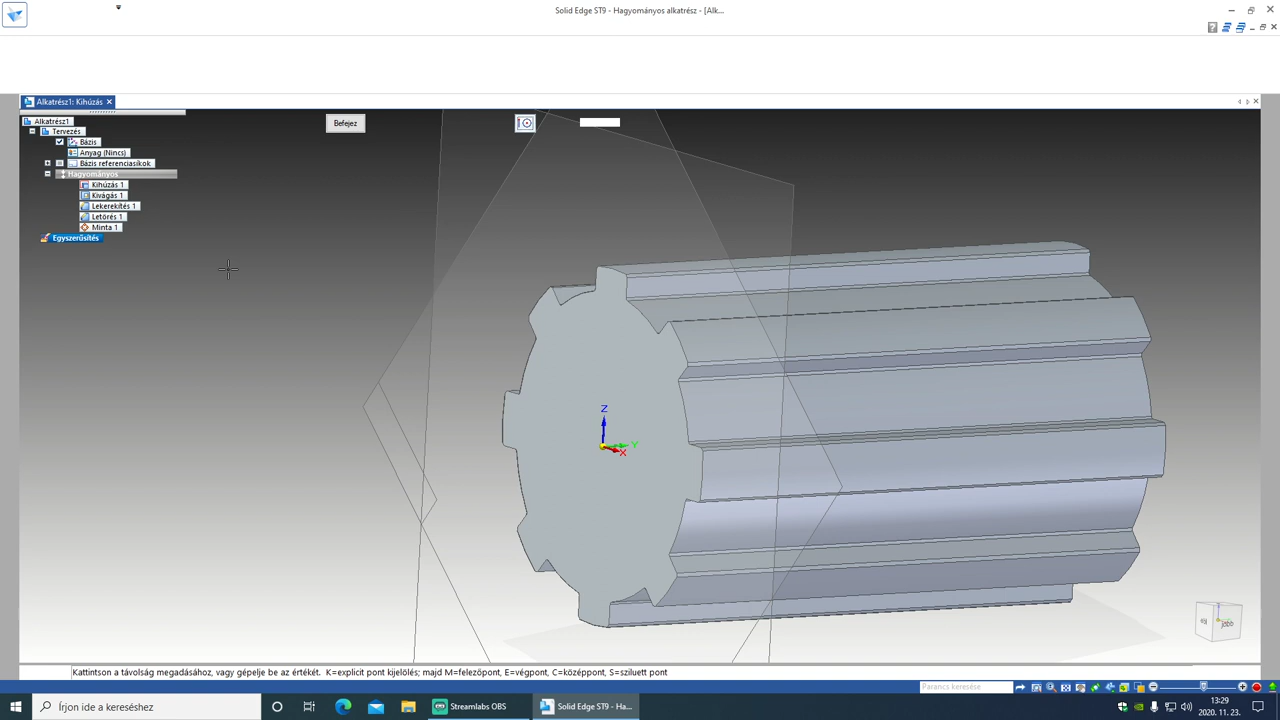 Solid Edge ST9 - Hagyományos alkatrész - [Alk...
Alkatrész1: Kihúzás
Alkatrész1
Tervezés
Bázis
Anyag (Nincs)
Bázis referenciasíkok
Hagyományos
Kihúzás 1
Kivágás 1
Lekerekítés 1
Letörés 1
Minta 1
Egyszerűsítés
Befejez
Z
Y
X
Jobb
Kattintson a távolság megadásához, vagy gépelje be az értékét. K=explicit pont kijelölés; majd M=felezőpont, E=végpont, C=középpont, S=sziluett pont
Parancs keresése
Írjon ide a kereséshez
Streamlabs OBS
Solid Edge ST9 - Ha...
13:29
2020. 11. 23.